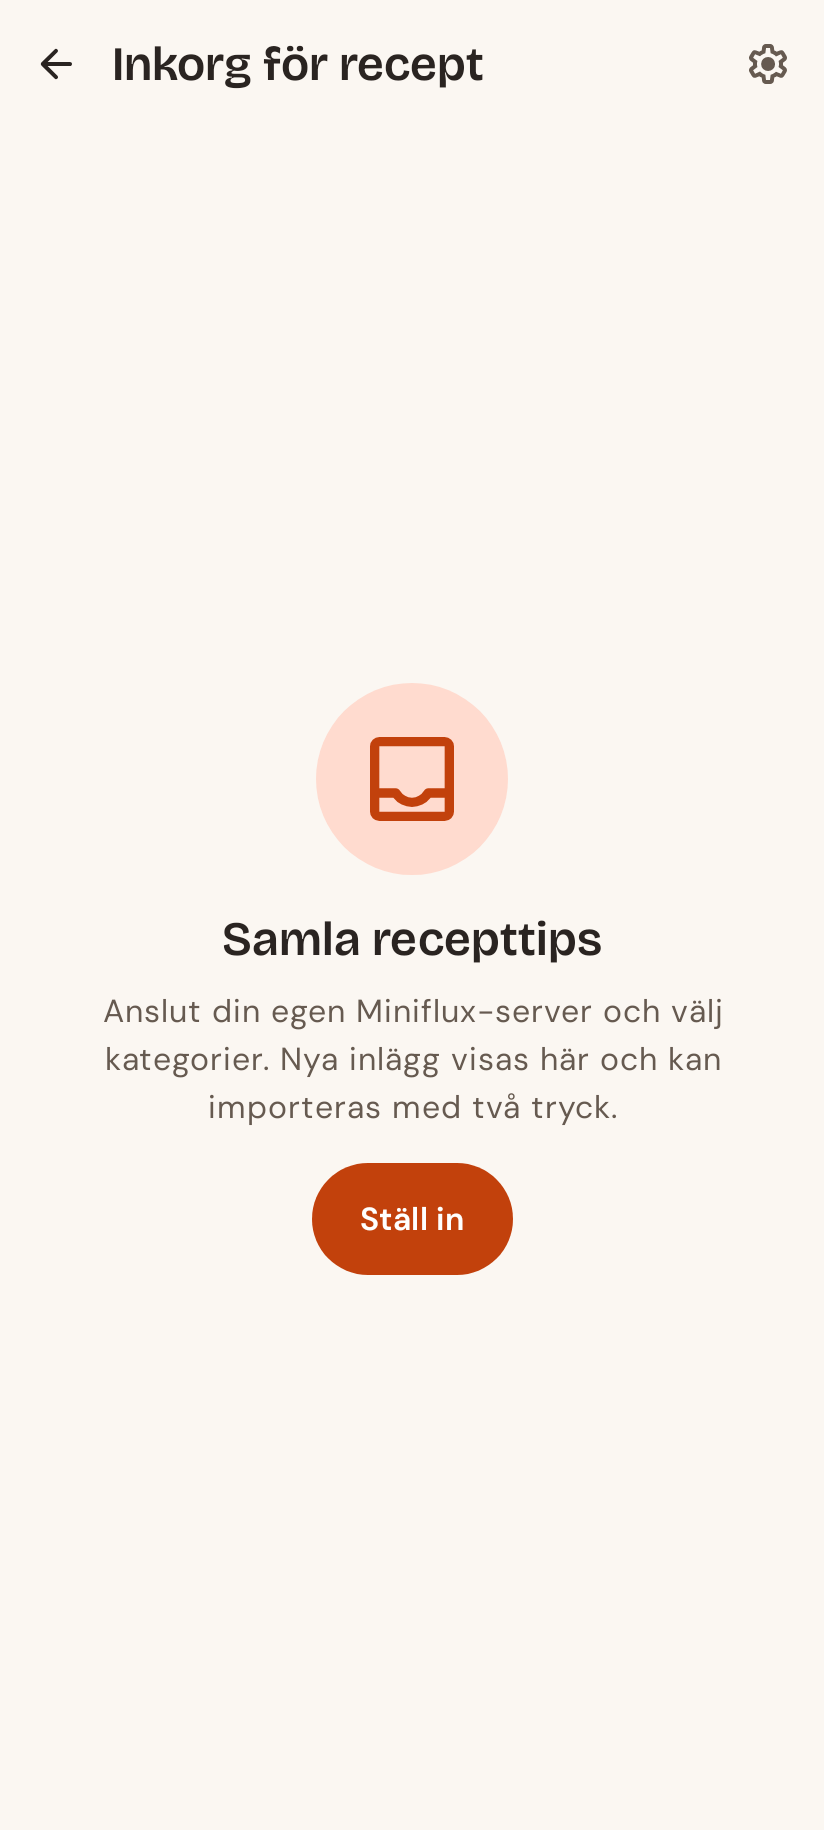 Inkorg för recept
Samla recepttips
Anslut din egen Miniflux-server och välj
kategorier. Nya inlägg visas här och kan
importeras med två tryck.
Ställ in